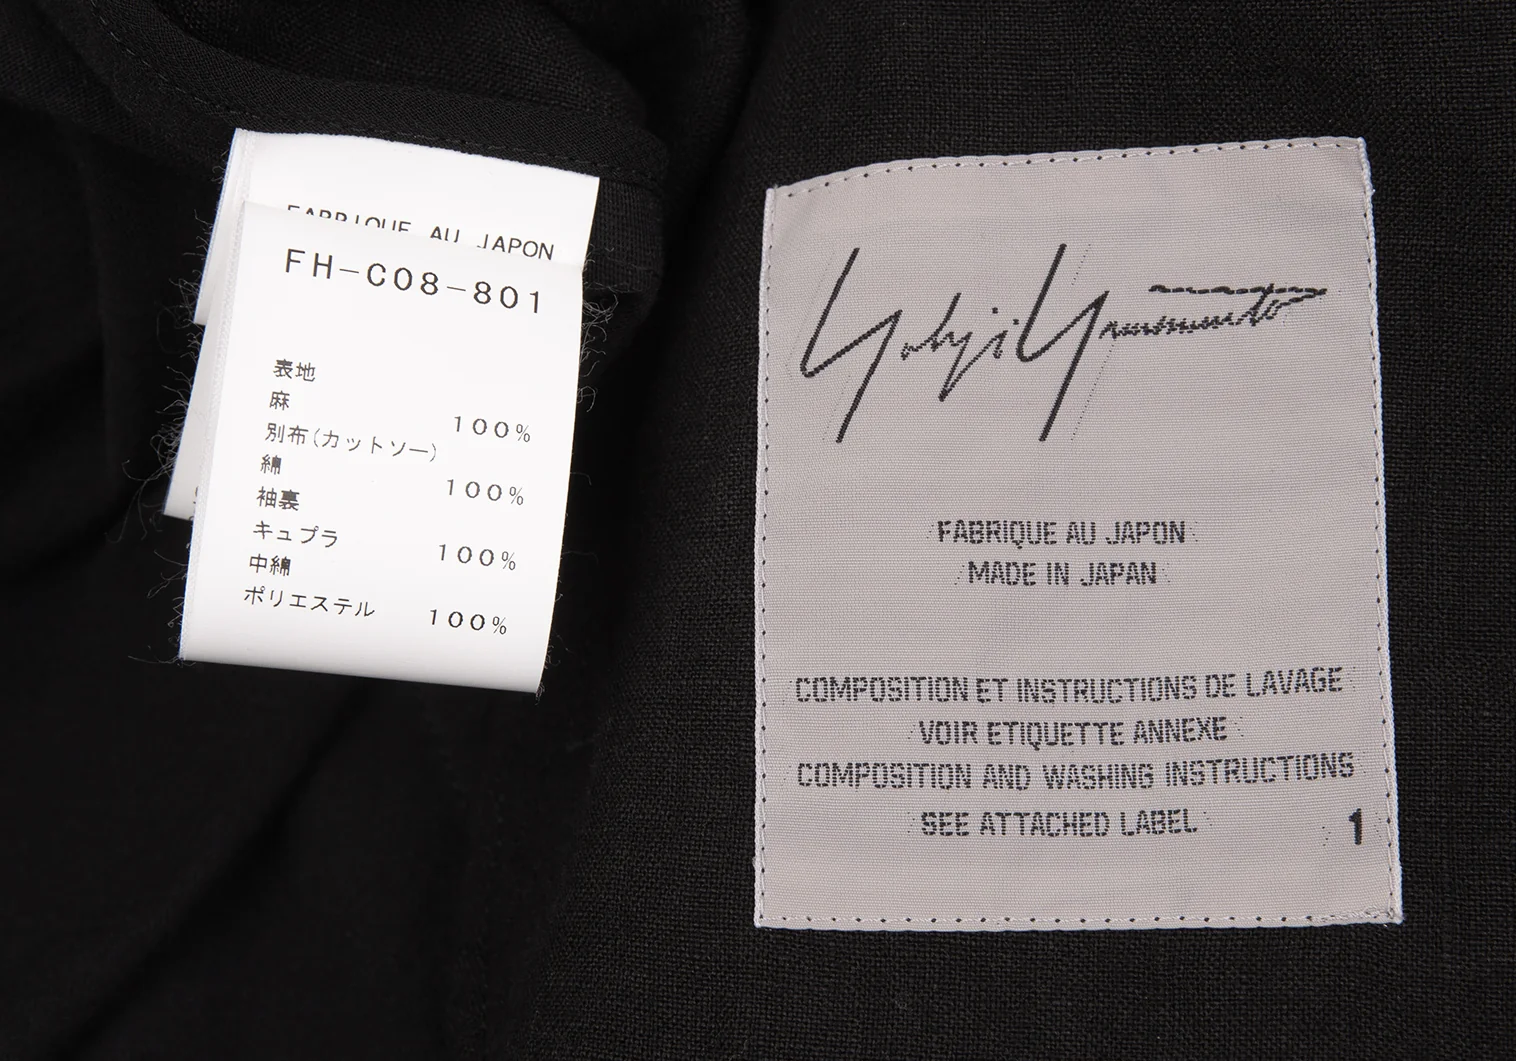 FABRIQUE AU JAPON
FH-C08-801
表地
麻
100%
別布(カットソー)
綿
100%
袖裏
キュプラ
100%
中綿
ポリエステル
100%
Yohji Yamamoto
FABRIQUE AU JAPON
MADE IN JAPAN
COMPOSITION ET INSTRUCTIONS DE LAVAGE
VOIR ETIQUETTE ANNEXE
COMPOSITION AND WASHING INSTRUCTIONS
SEE ATTACHED LABEL
1